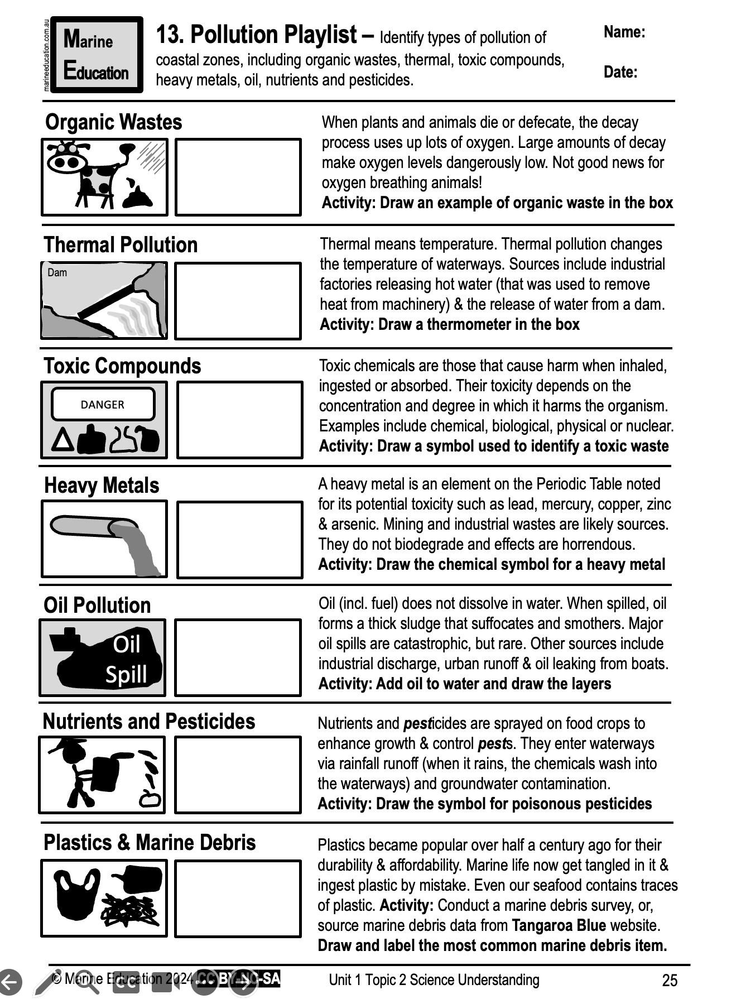 marineeducation.com.au
Marine
Education
13. Pollution Playlist – Identify types of pollution of
coastal zones, including organic wastes, thermal, toxic compounds,
heavy metals, oil, nutrients and pesticides.
Name:
Date:
Organic Wastes
When plants and animals die or defecate, the decay
process uses up lots of oxygen. Large amounts of decay
make oxygen levels dangerously low. Not good news for
oxygen breathing animals!
Activity: Draw an example of organic waste in the box
Thermal Pollution
Dam
Thermal means temperature. Thermal pollution changes
the temperature of waterways. Sources include industrial
factories releasing hot water (that was used to remove
heat from machinery) & the release of water from a dam.
Activity: Draw a thermometer in the box
Toxic Compounds
DANGER
Toxic chemicals are those that cause harm when inhaled,
ingested or absorbed. Their toxicity depends on the
concentration and degree in which it harms the organism.
Examples include chemical, biological, physical or nuclear.
Activity: Draw a symbol used to identify a toxic waste
Heavy Metals
A heavy metal is an element on the Periodic Table noted
for its potential toxicity such as lead, mercury, copper, zinc
& arsenic. Mining and industrial wastes are likely sources.
They do not biodegrade and effects are horrendous.
Activity: Draw the chemical symbol for a heavy metal
Oil Pollution
Oil
Spill
Oil (incl. fuel) does not dissolve in water. When spilled, oil
forms a thick sludge that suffocates and smothers. Major
oil spills are catastrophic, but rare. Other sources include
industrial discharge, urban runoff & oil leaking from boats.
Activity: Add oil to water and draw the layers
Nutrients and Pesticides
Nutrients and pesticides are sprayed on food crops to
enhance growth & control pests. They enter waterways
via rainfall runoff (when it rains, the chemicals wash into
the waterways) and groundwater contamination.
Activity: Draw the symbol for poisonous pesticides
Plastics & Marine Debris
Plastics became popular over half a century ago for their
durability & affordability. Marine life now get tangled in it &
ingest plastic by mistake. Even our seafood contains traces
of plastic. Activity: Conduct a marine debris survey, or,
source marine debris data from Tangaroa Blue website.
Draw and label the most common marine debris item.
© Marine Education 2024 CC BY-NC-SA
CC
Unit 1 Topic 2 Science Understanding
25